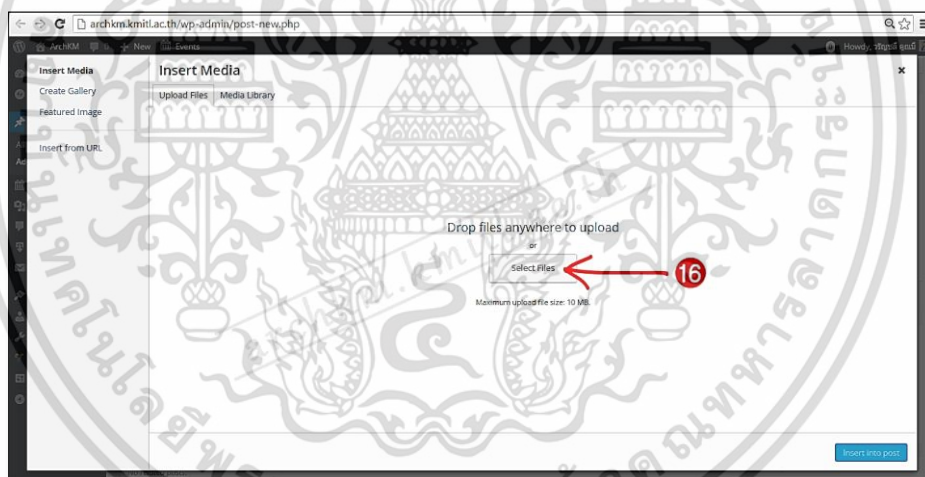 archkm.kmitl.ac.th/wp-admin/post-new.php
ArchKM
New
Events
Howdy,
Insert Media
Create Gallery
Featured Image
Insert from URL
Insert Media
Upload Files Media Library
Drop files anywhere to upload
or
Select Files
16
Maximum upload file size: 10 MB.
Insert into post